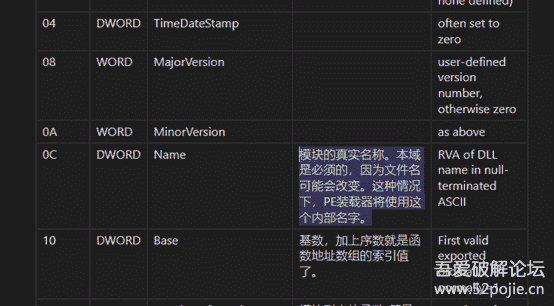 none defined)
04 DWORD TimeDateStamp often set to
zero
08 WORD MajorVersion user-defined
version
number,
otherwise zero
0A WORD MinorVersion as above
0C DWORD Name 模块的真实名称。本域 RVA of DLL
是必须的，因为文件名 name in null-
可能会改变。这种情况 terminated
下，PE装载器将使用这 ASCII
个内部名字。
10 DWORD Base 基数，加上序数就是函 First valid
数地址数组的索引值 exported
了。
吾爱破解论坛
www.52pojie.cn